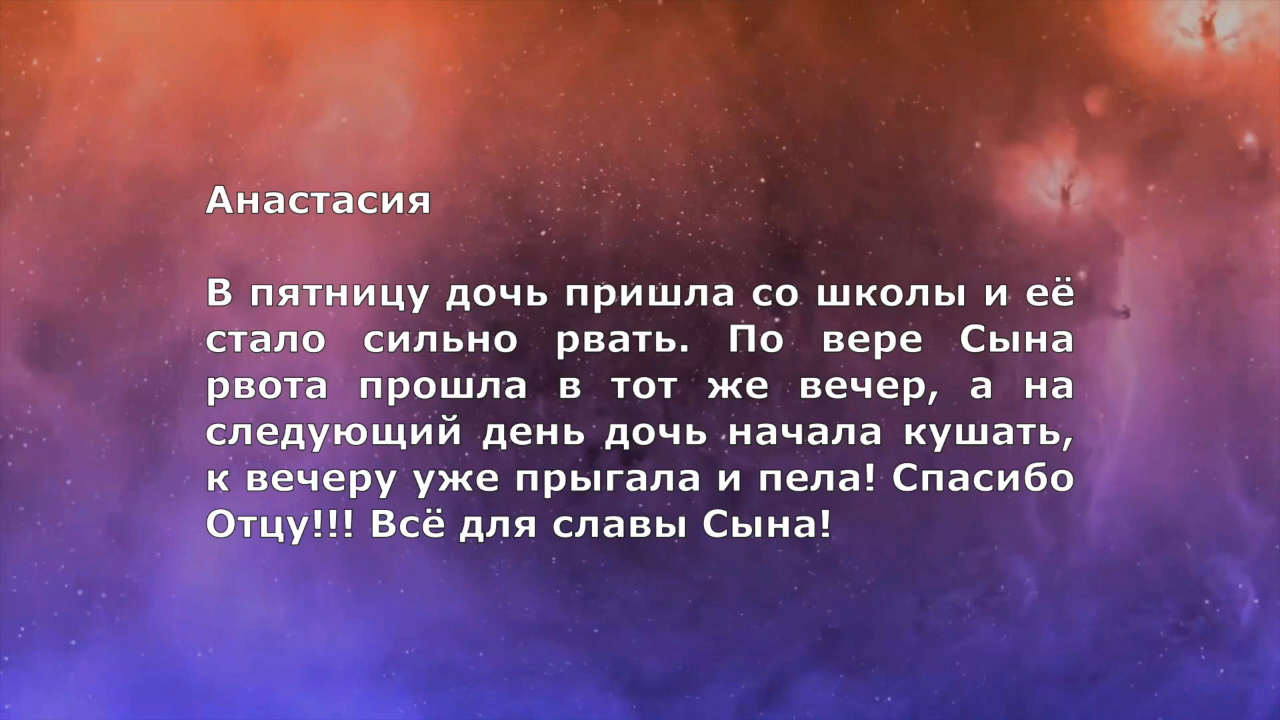 Анастасия
В пятницу дочь пришла со школы и её
стало сильно рвать. По вере Сына
рвота прошла в тот же вечер, а на
следующий день дочь начала кушать,
к вечеру уже прыгала и пела! Спасибо
Отцу!!! Всё для славы Сына!